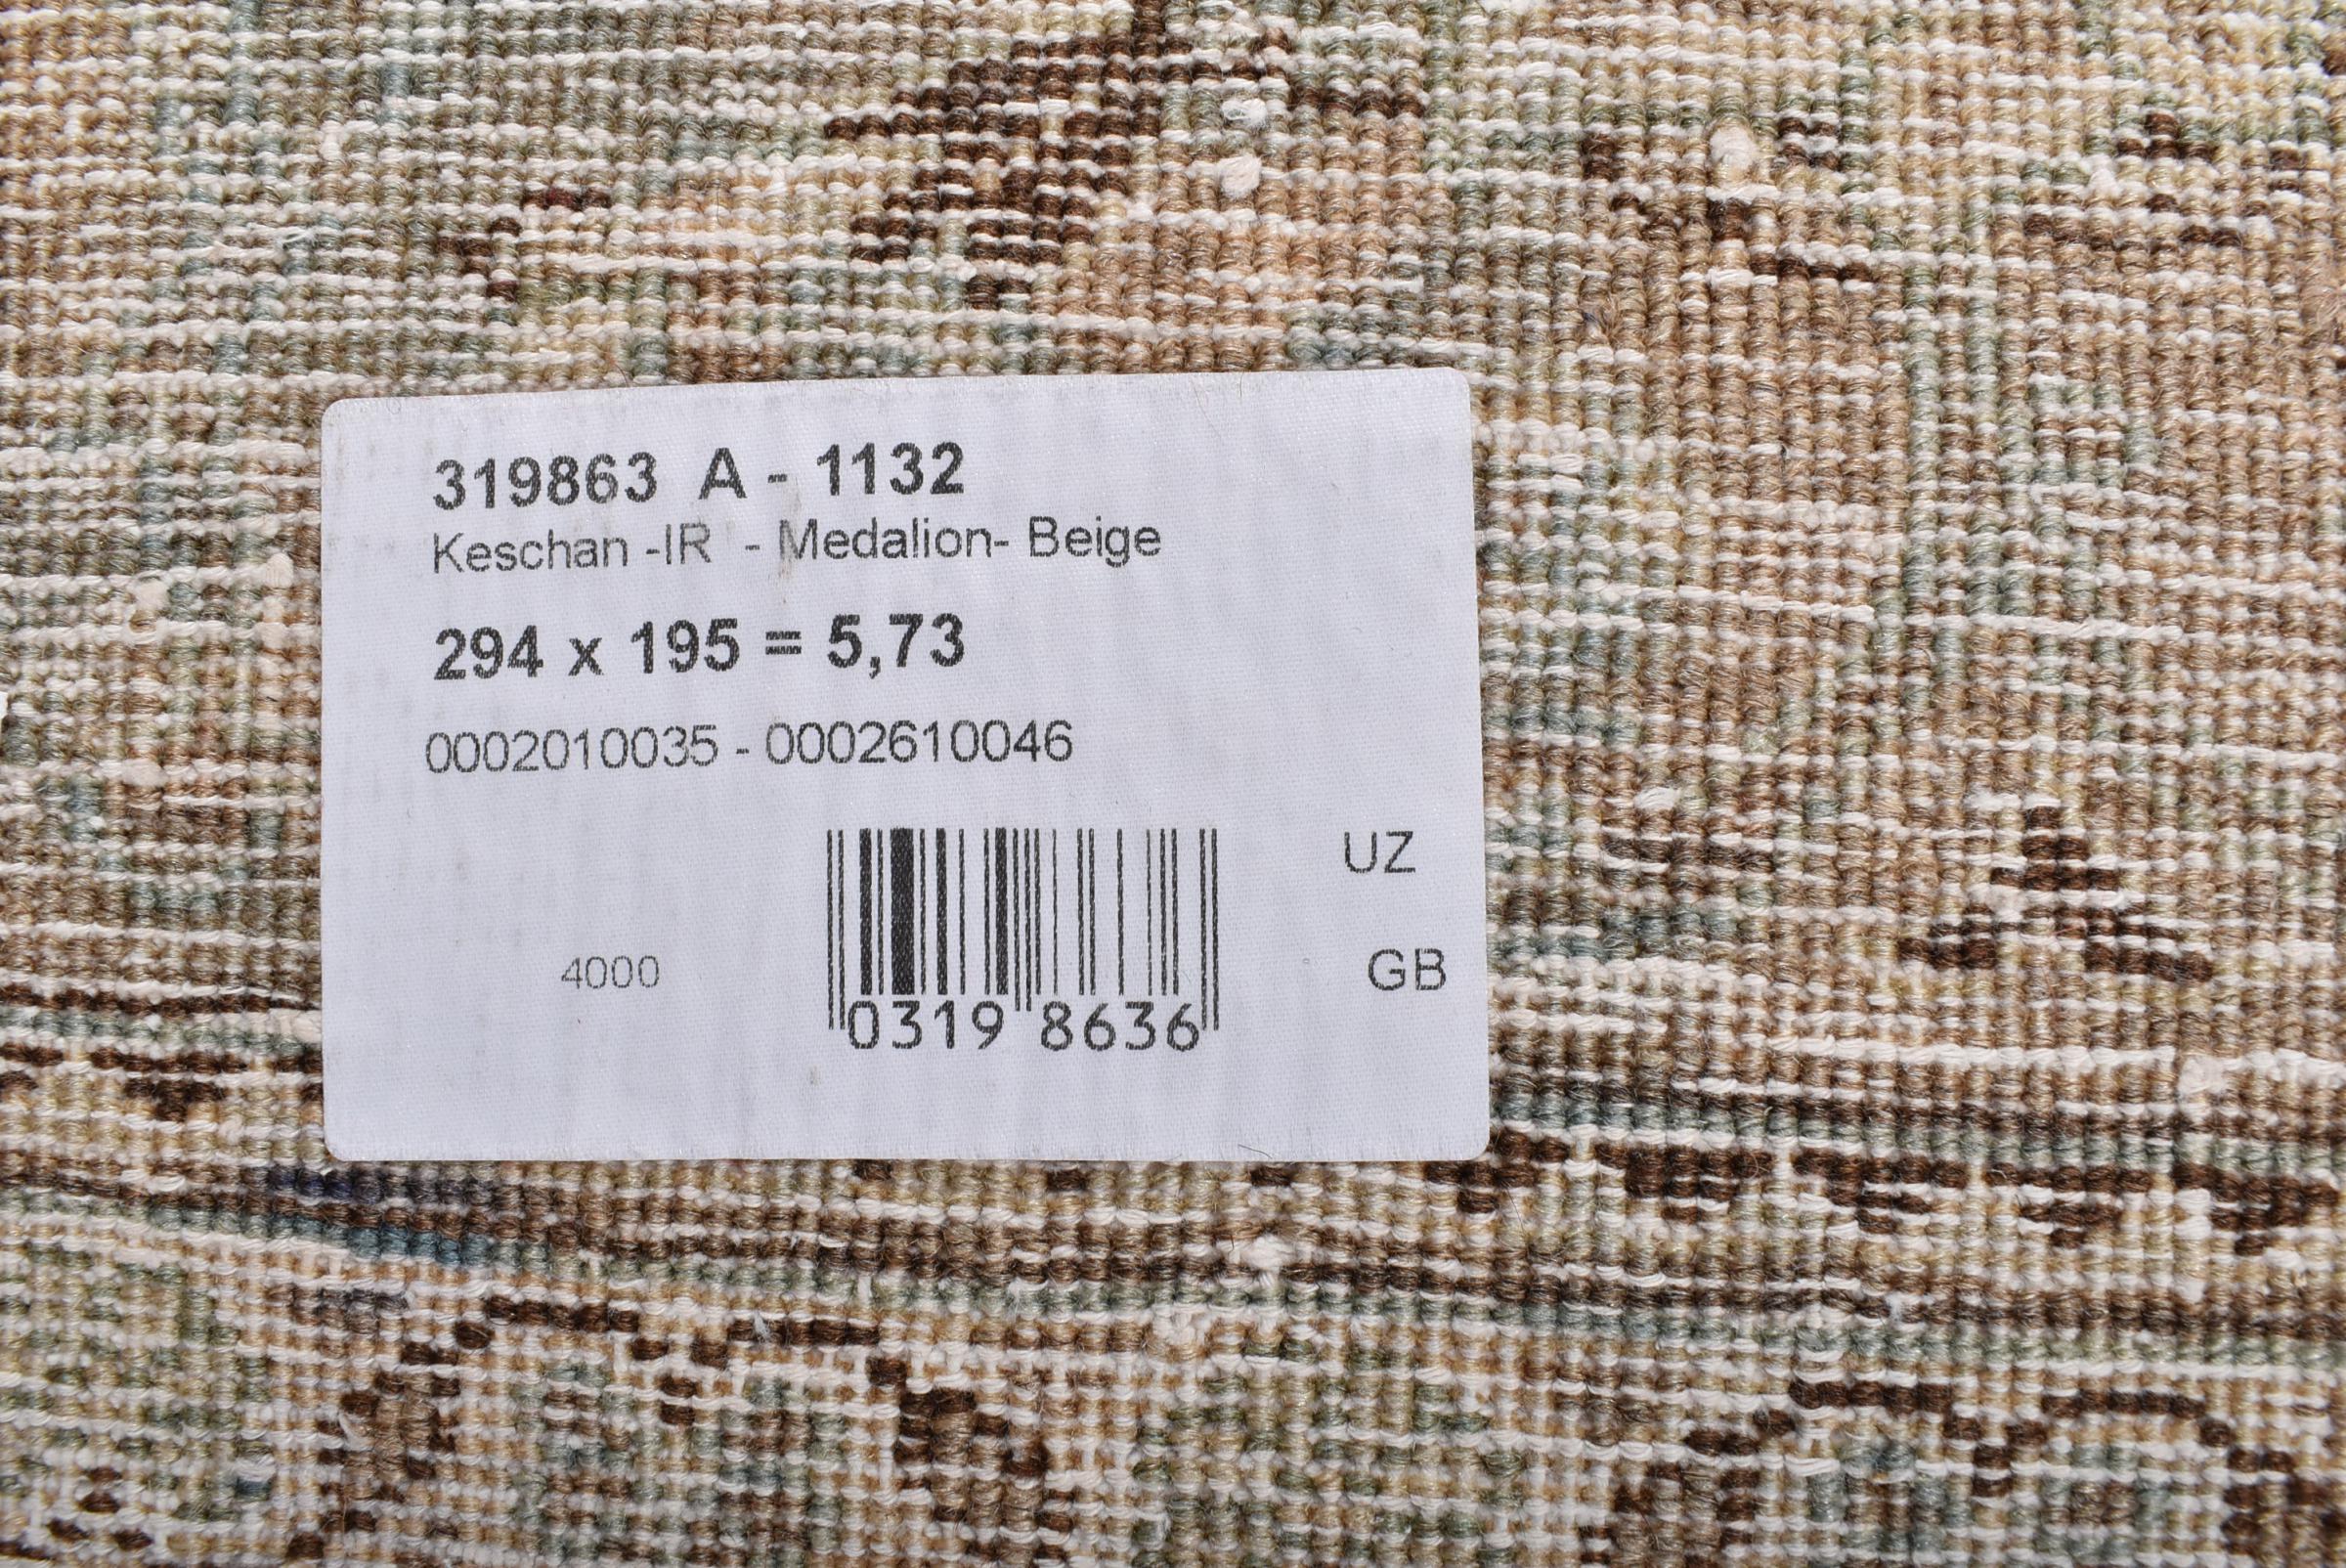 319863 A - 1132
Keschan -IR - Medalion- Beige
294 x 195 = 5,73
0002010035 - 0002610046
UZ
4000
GB
0319 8636